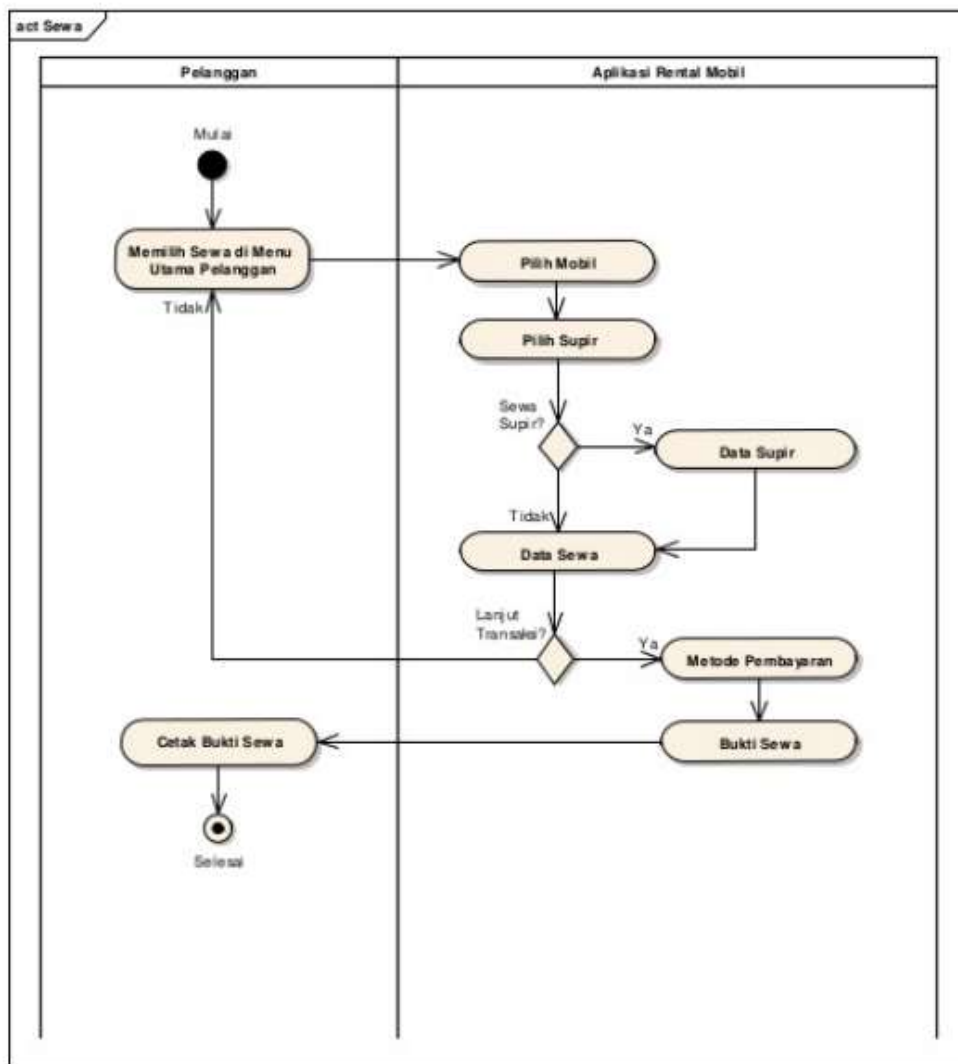 act Sewa
Pelanggan
Aplikasi Rental Mobil
Mulai
Memilih Sewa di Menu
Utama Pelanggan
Pilih Mobil
Tidak
Pilih Supir
Sewa
Supir?
Ya
Data Supir
Tidak
Data Sewa
Lanjut
Transaksi?
Ya
Metode Pembayaran
Cetak Bukti Sewa
Bukti Sewa
Selesai